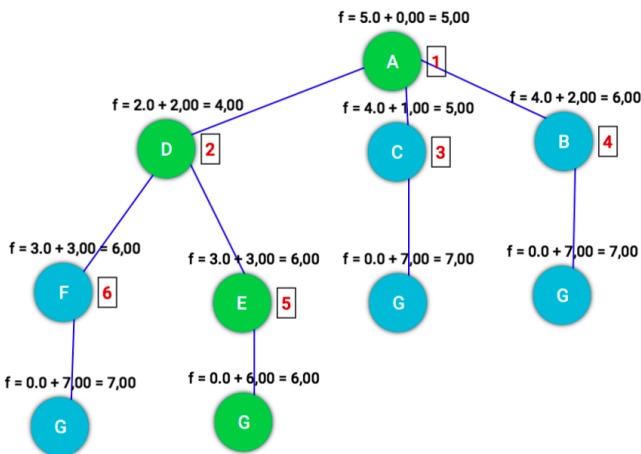 f = 5.0 + 0,00 = 5,00
A
1
f = 2.0 + 2,00 = 4,00
f = 4.0 + 1,00 = 5,00
f = 4.0 + 2,00 = 6,00
D
2
C
3
B
4
f = 3.0 + 3,00 = 6,00
f = 3.0 + 3,00 = 6,00
f = 0.0 + 7,00 = 7,00
f = 0.0 + 7,00 = 7,00
F
6
E
5
G
G
f = 0.0 + 7,00 = 7,00
f = 0.0 + 6,00 = 6,00
G
G